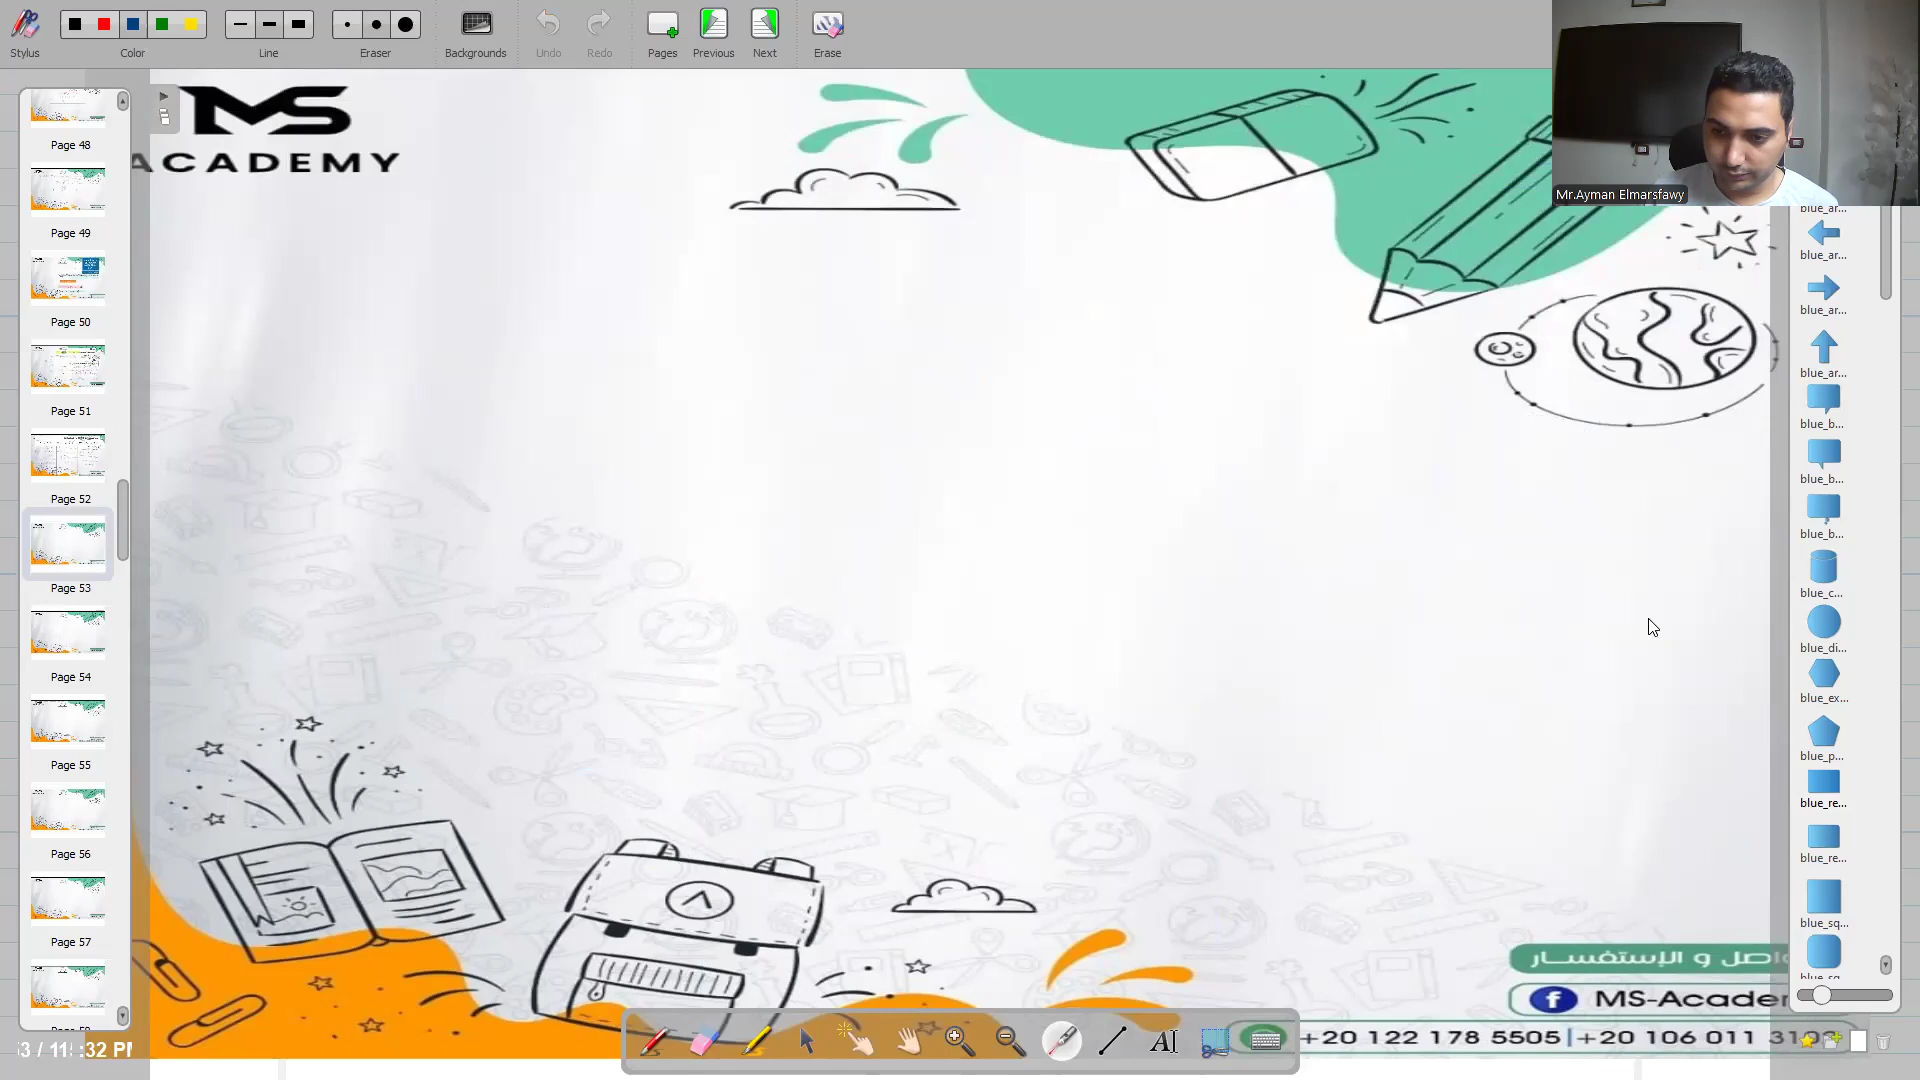 Stylus
Color
Line
Eraser
Backgrounds
Undo
Redo
Pages
Previous
Next
Erase
MS
ACADEMY
Mr.Ayman Elmarsfawy
Page 48
Page 49
Page 50
Page 51
Page 52
Page 53
Page 54
Page 55
Page 56
Page 57
blue_ar...
blue_ar...
blue_ar...
blue_ar...
blue_b...
blue_b...
blue_b...
blue_c...
blue_di...
blue_ex...
blue_p...
blue_re...
blue_re...
blue_sq...
اصل و الإستفسار
MS-Acade
+20 122 178 5505 | +20 106 011